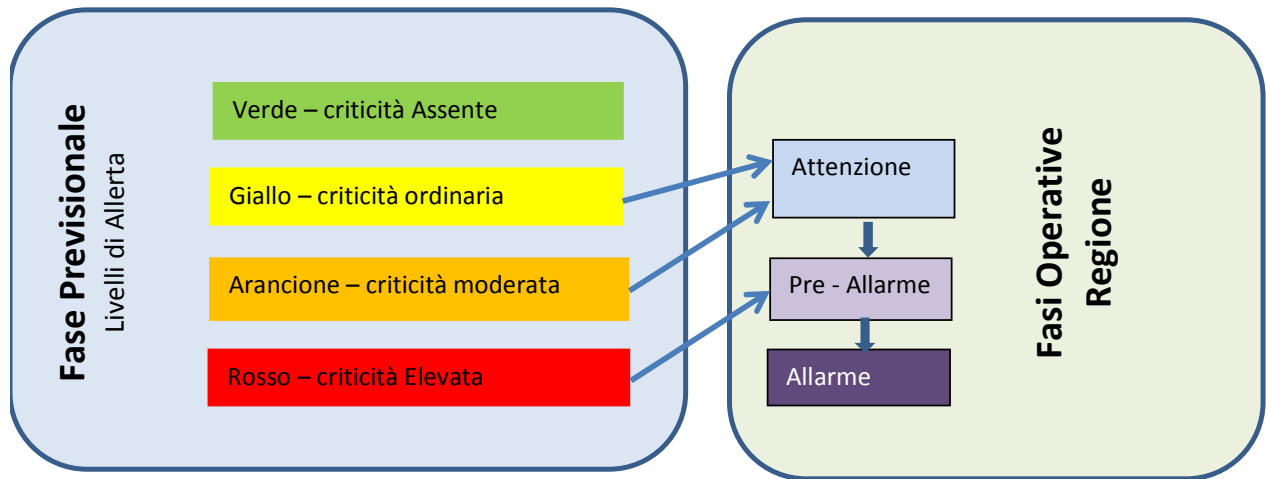 Fase Previsionale
Livelli di Allerta
Verde – criticità Assente
Giallo – criticità ordinaria
Arancione – criticità moderata
Rosso – criticità Elevata
Attenzione
Pre - Allarme
Allarme
Fasi Operative
Regione